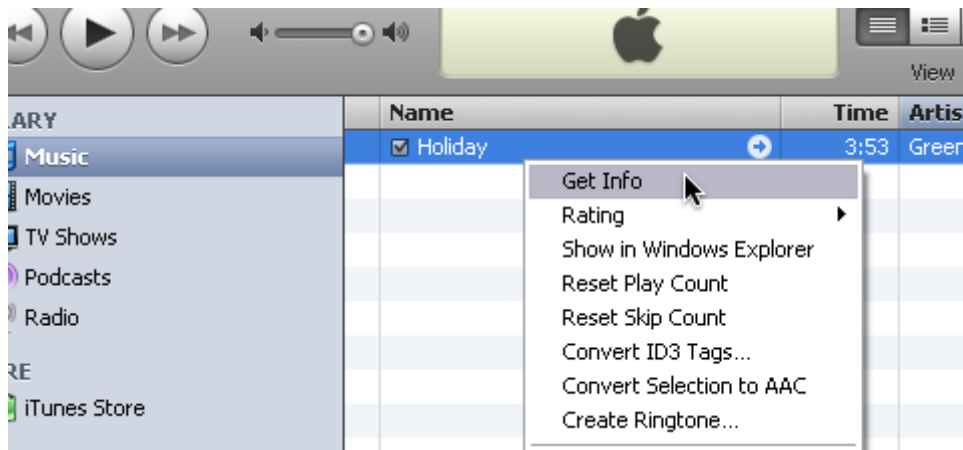 View
ARY
Name Time Artis
Music
Holiday 3:53 Green
Movies
TV Shows
Podcasts
Radio
RE
iTunes Store
Get Info
Rating
Show in Windows Explorer
Reset Play Count
Reset Skip Count
Convert ID3 Tags...
Convert Selection to AAC
Create Ringtone...